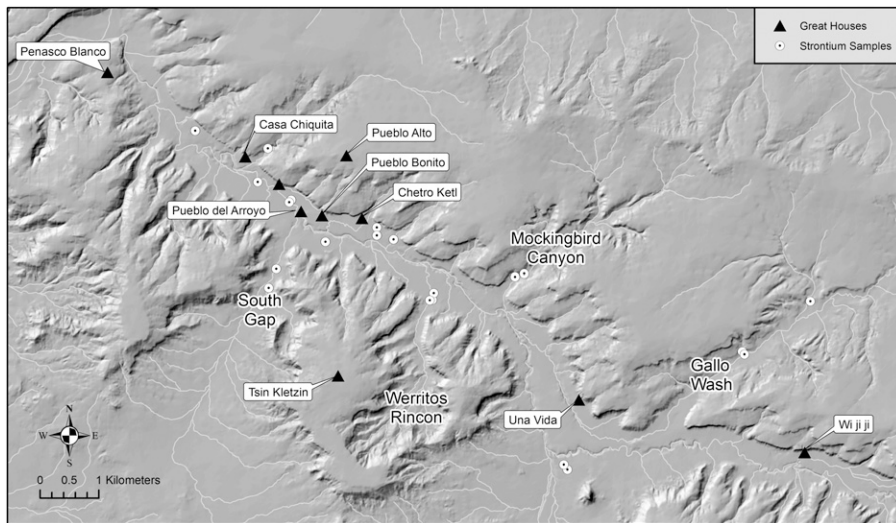 Great Houses
Strontium Samples
Penasco Blanco
Casa Chiquita
Pueblo Alto
Pueblo Bonito
Chetro Ketl
Pueblo del Arroyo
Mockingbird
Canyon
South
Gap
Tsin Kletzin
Werritos
Rincon
Gallo
Wash
Una Vida
Wi ji ji
N
W
E
S
0 0.5 1 Kilometers